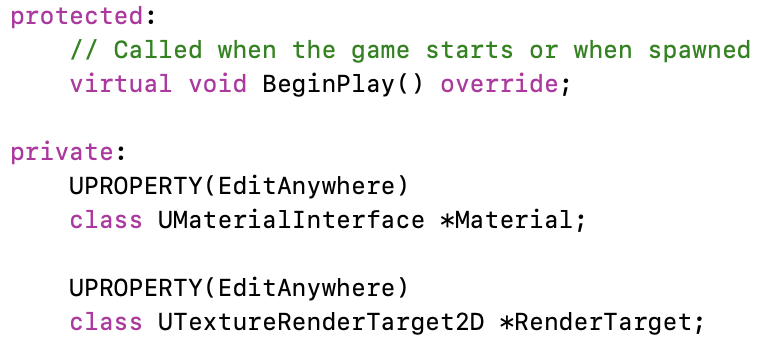 protected:
// Called when the game starts or when spawned
virtual void BeginPlay() override;
private:
UPROPERTY(EditAnywhere)
class UMaterialInterface *Material;
UPROPERTY(EditAnywhere)
class UTextureRenderTarget2D *RenderTarget;